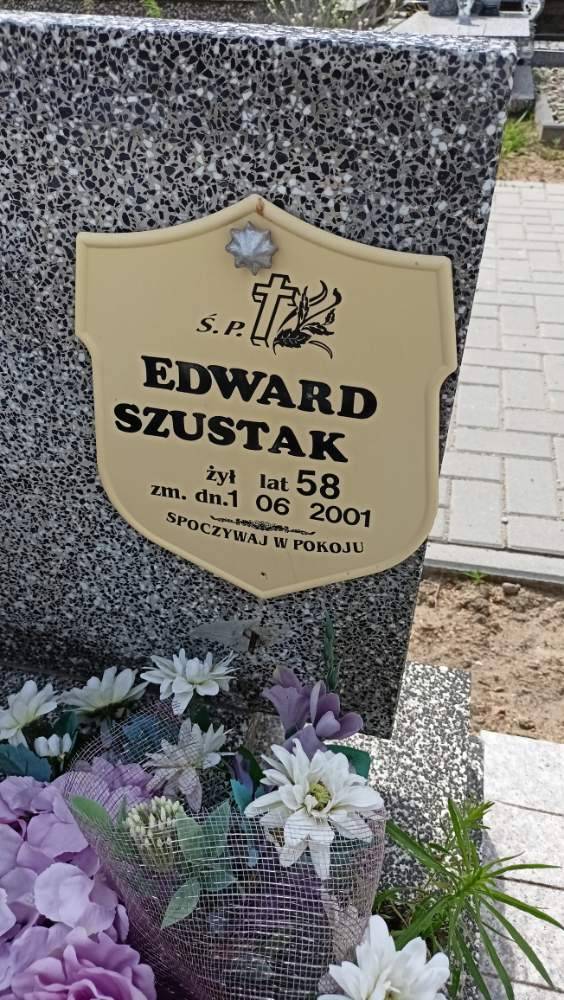 Ś. P.
EDWARD
SZUSTAK
żył lat 58
zm. dn. 1 06 2001
SPOCZYWAJ W POKOJU